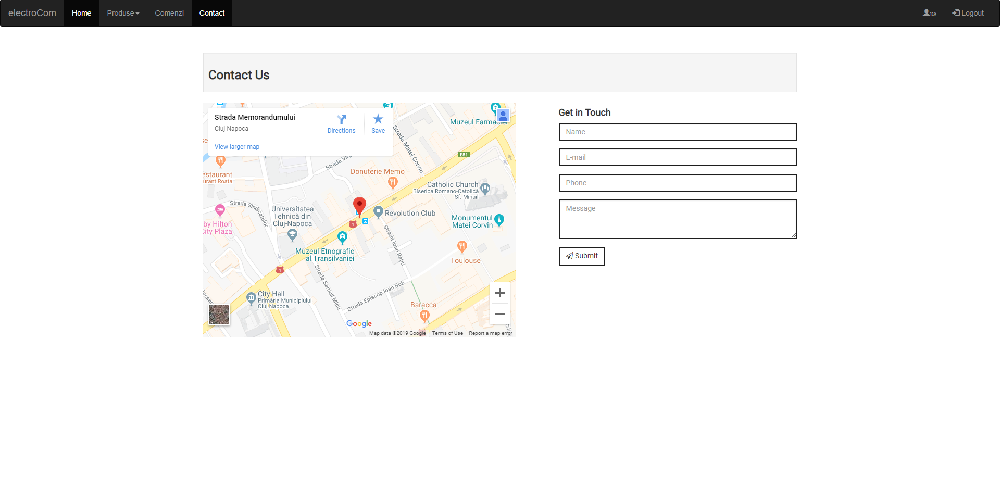 electroCom
Home
Produse
Comenzi
Contact
us
Logout
Contact Us
Strada Memorandumului
Cluj-Napoca
Directions
Save
View larger map
Muzeul Farmaciei
Strada Matei Corvin
E81
Strada Virg
estaurant
urant Roata
Donuterie Memo
Catholic Church
Biserica Romano-Catolică
Sf. Mihail
Strada Sindicatelor
Universitatea
Tehnică din
Cluj-Napoca
Revolution Club
Monumentul
Matei Corvin
by Hilton
City Plaza
1
Strada Ioan Rațiu
Muzeul Etnografic
al Transilvaniei
Toulouse
1
Strada Samuil Micu
Strada Episcop Ioan Bob
City Hall
Primăria Municipiului
Cluj Napoca
Baracca
Google
Map data ©2019 Google
Terms of Use
Report a map error
Get in Touch
Name
E-mail
Phone
Message
Submit